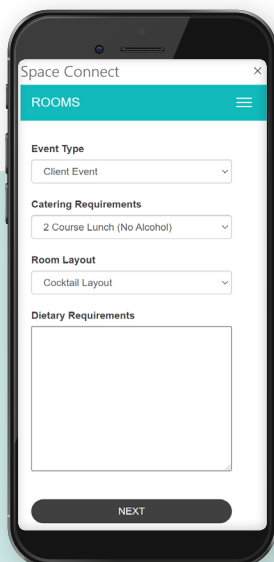 Space Connect
ROOMS
Event Type
Client Event
Catering Requirements
2 Course Lunch (No Alcohol)
Room Layout
Cocktail Layout
Dietary Requirements
NEXT